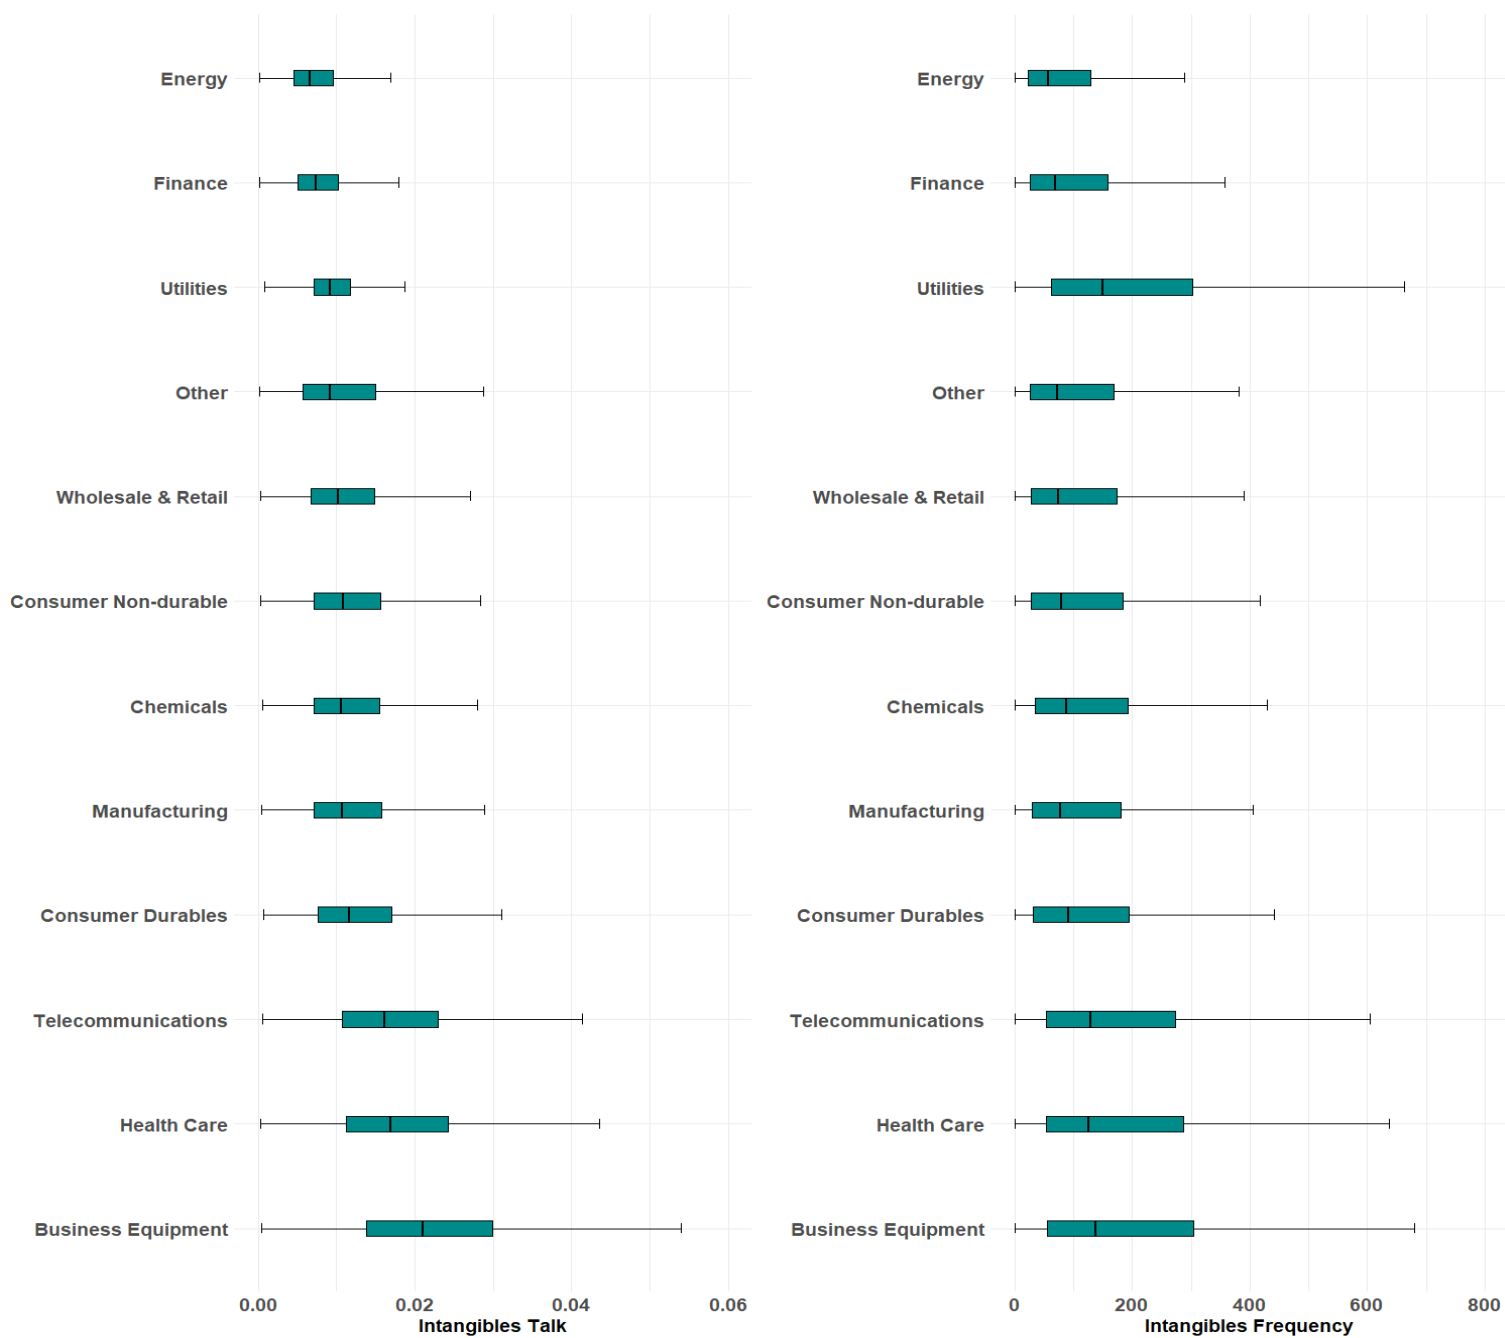 Energy
Finance
Utilities
Other
Wholesale & Retail
Consumer Non-durable
Chemicals
Manufacturing
Consumer Durables
Telecommunications
Health Care
Business Equipment
0.00 0.02 0.04 0.06
Intangibles Talk
Energy
Finance
Utilities
Other
Wholesale & Retail
Consumer Non-durable
Chemicals
Manufacturing
Consumer Durables
Telecommunications
Health Care
Business Equipment
0 200 400 600 800
Intangibles Frequency